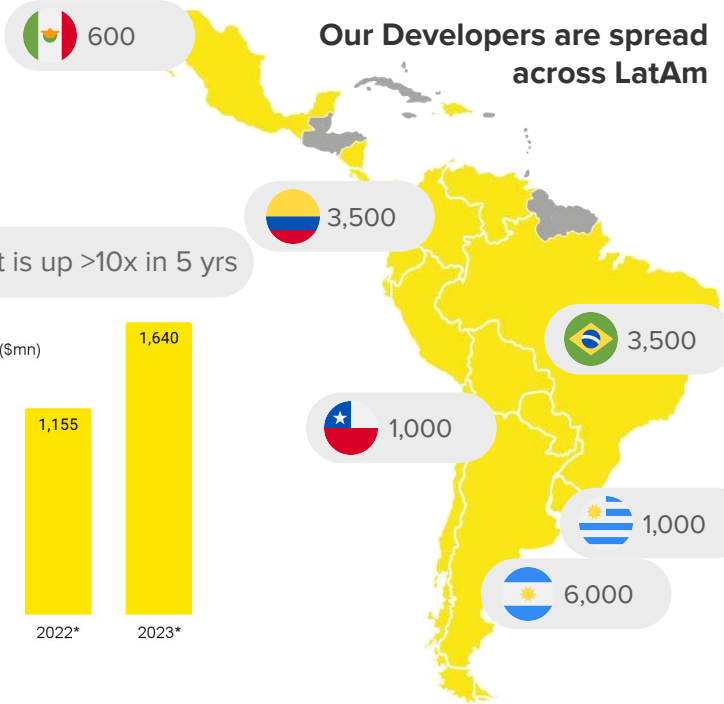 600
Our Developers are spread
across LatAm
3,500
is up >10x in 5 yrs
($mn)
1,640
1,155
3,500
1,000
1,000
6,000
2022*
2023*